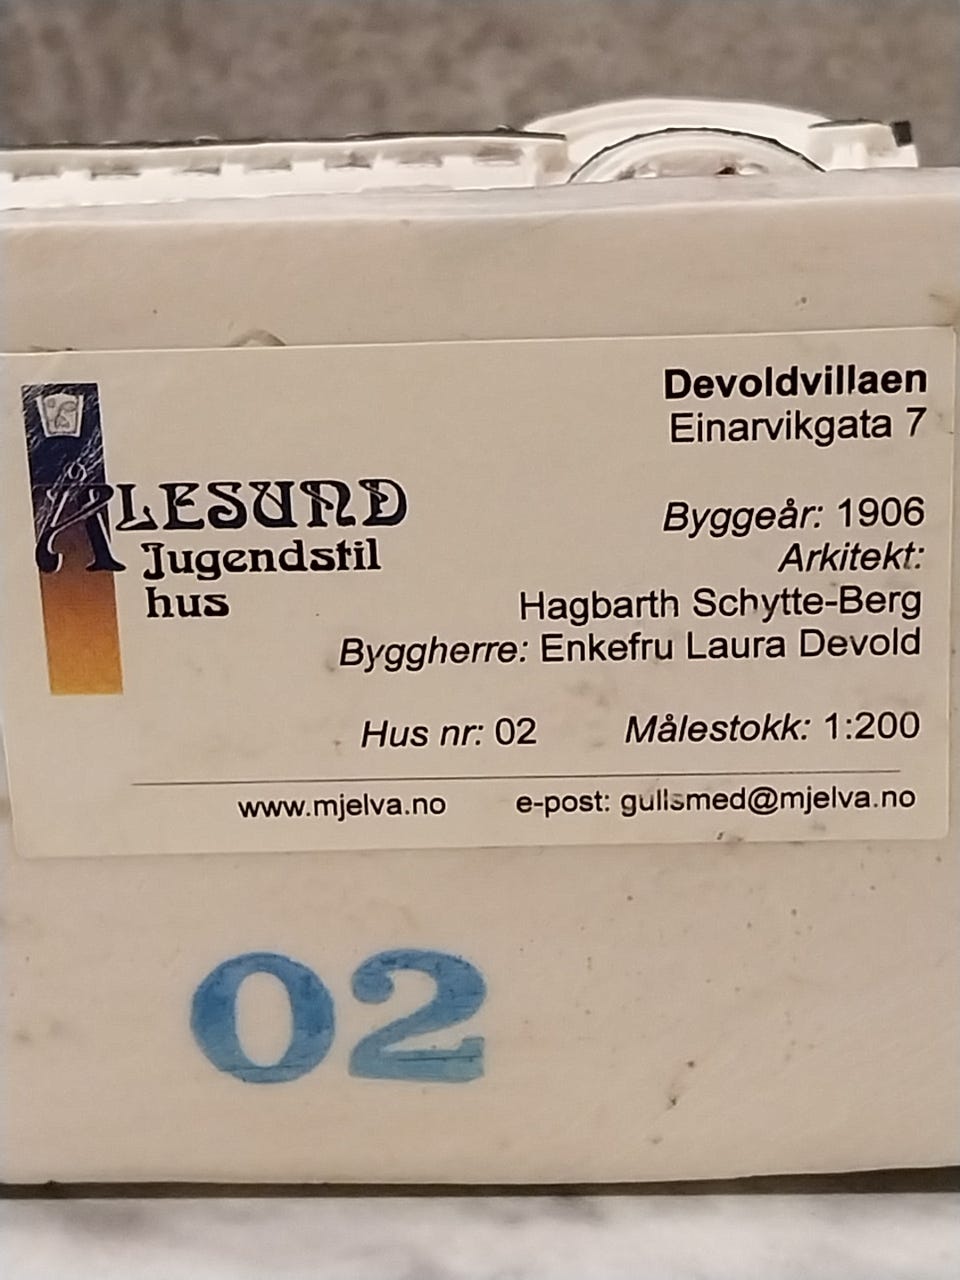 Devoldvillaen
Einarvikgata 7
ÅLESUND
Jugendstil
hus
Byggeår: 1906
Arkitekt:
Hagbarth Schytte-Berg
Byggherre: Enkefru Laura Devold
Hus nr: 02 Målestokk: 1:200
www.mjelva.no e-post: gullsmed@mjelva.no
02